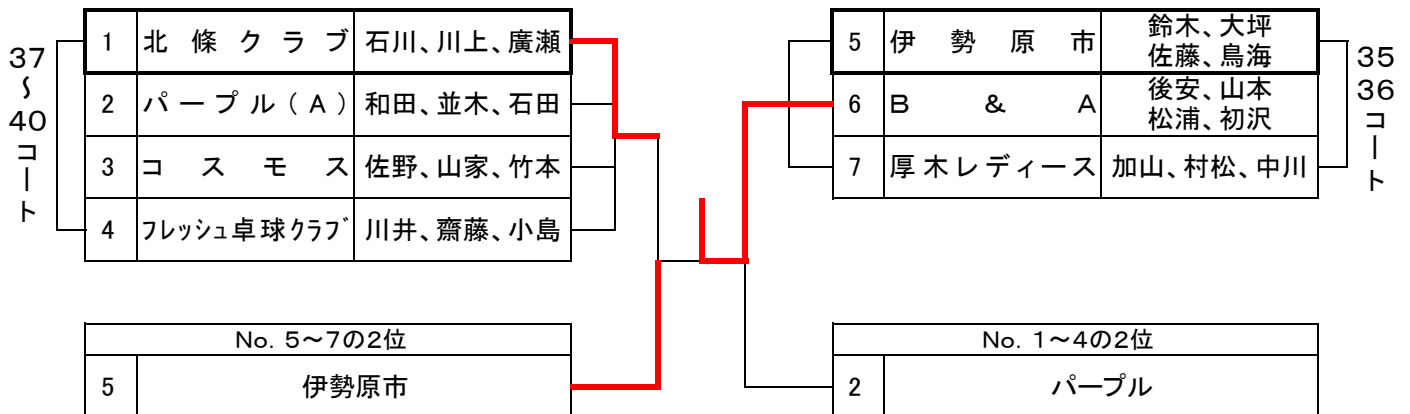 37
〜
40
コ
ー
ト
1 北條クラブ 石川、川上、廣瀬
2 パープル(A) 和田、並木、石田
3 コスモス 佐野、山家、竹本
4 フレッシュ卓球クラブ 川井、齋藤、小島
5 伊勢原市 鈴木、大坪
佐藤、鳥海
6 B & A 後安、山本
松浦、初沢
7 厚木レディース 加山、村松、中川
35
36
コ
ー
ト
No. 5〜7の2位
5 伊勢原市
No. 1〜4の2位
2 パープル